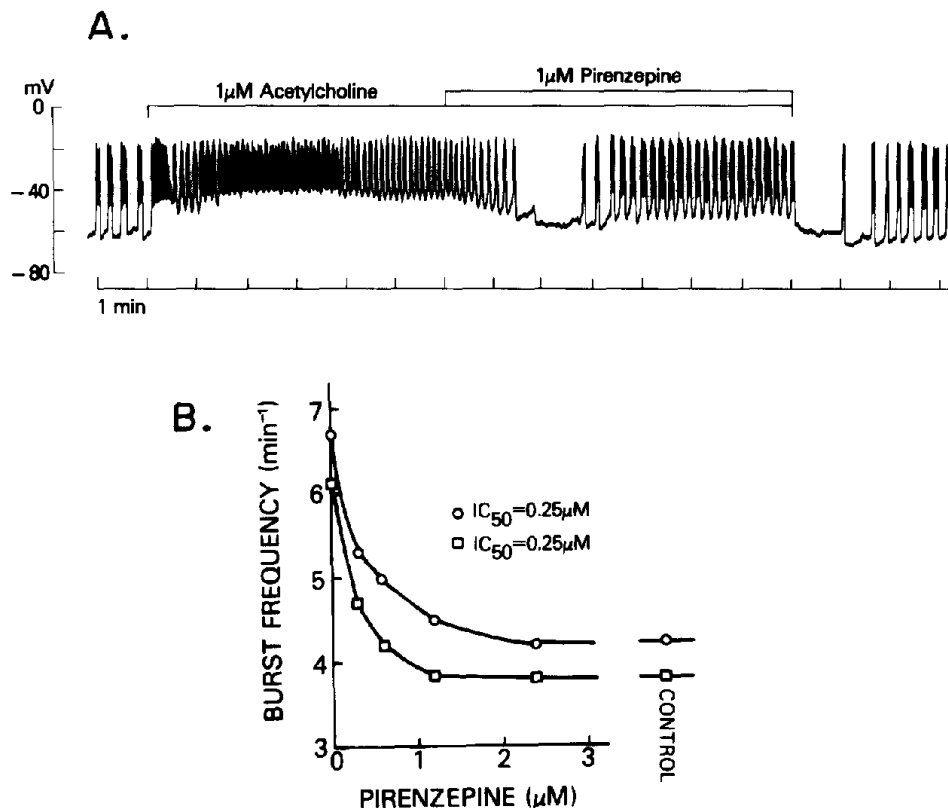 A.
mV
0
-40
-80
1μM Acetylcholine
1μM Pirenzepine
1 min
B.
BURST FREQUENCY (min⁻¹)
7
6
5
4
3
○ IC50=0.25μM
□ IC50=0.25μM
0 1 2 3
CONTROL
PIRENZEPINE (μM)